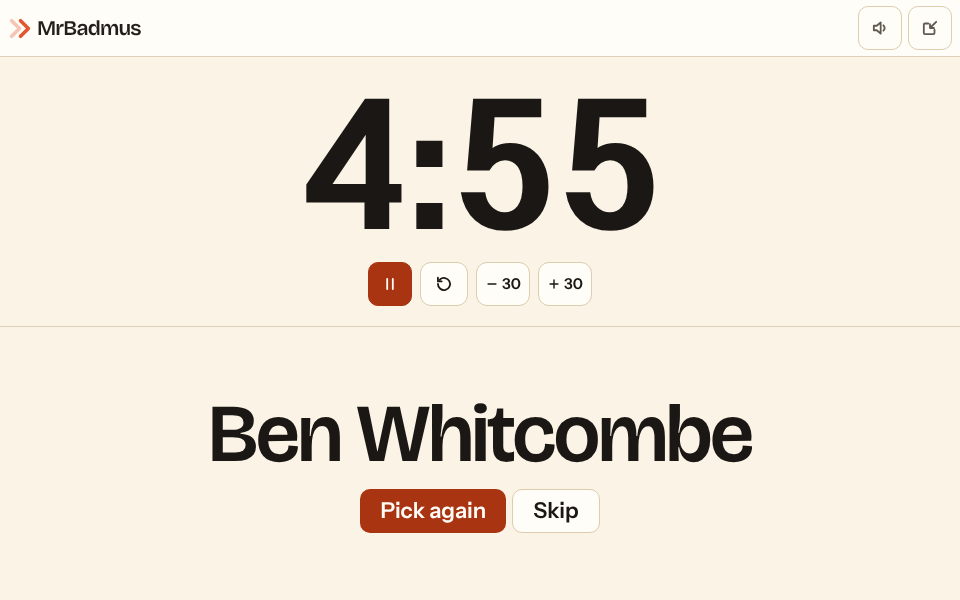 MrBadmus
4:55
− 30
+ 30
Ben Whitcombe
Pick again
Skip